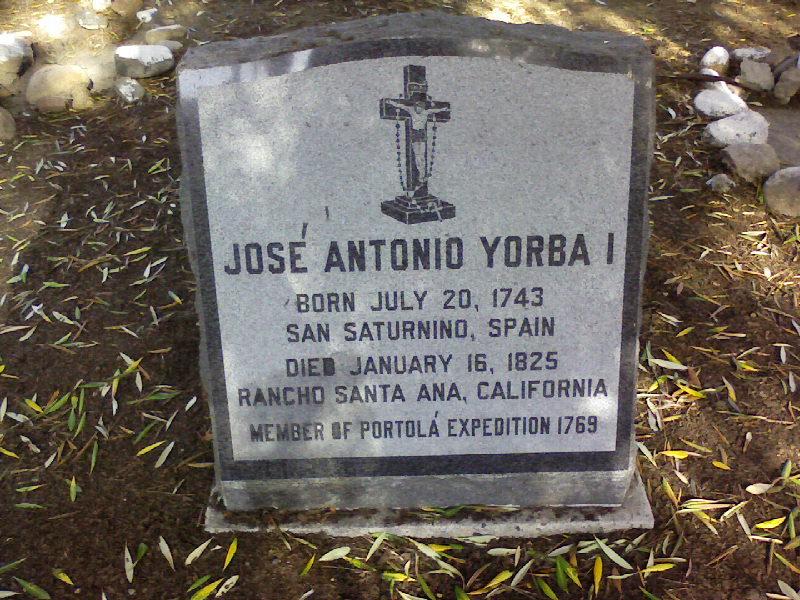 JOSÉ ANTONIO YORBA I
BORN JULY 20, 1743
SAN SATURNINO, SPAIN
DIED JANUARY 16, 1825
RANCHO SANTA ANA, CALIFORNIA
MEMBER OF PORTOLÁ EXPEDITION 1769